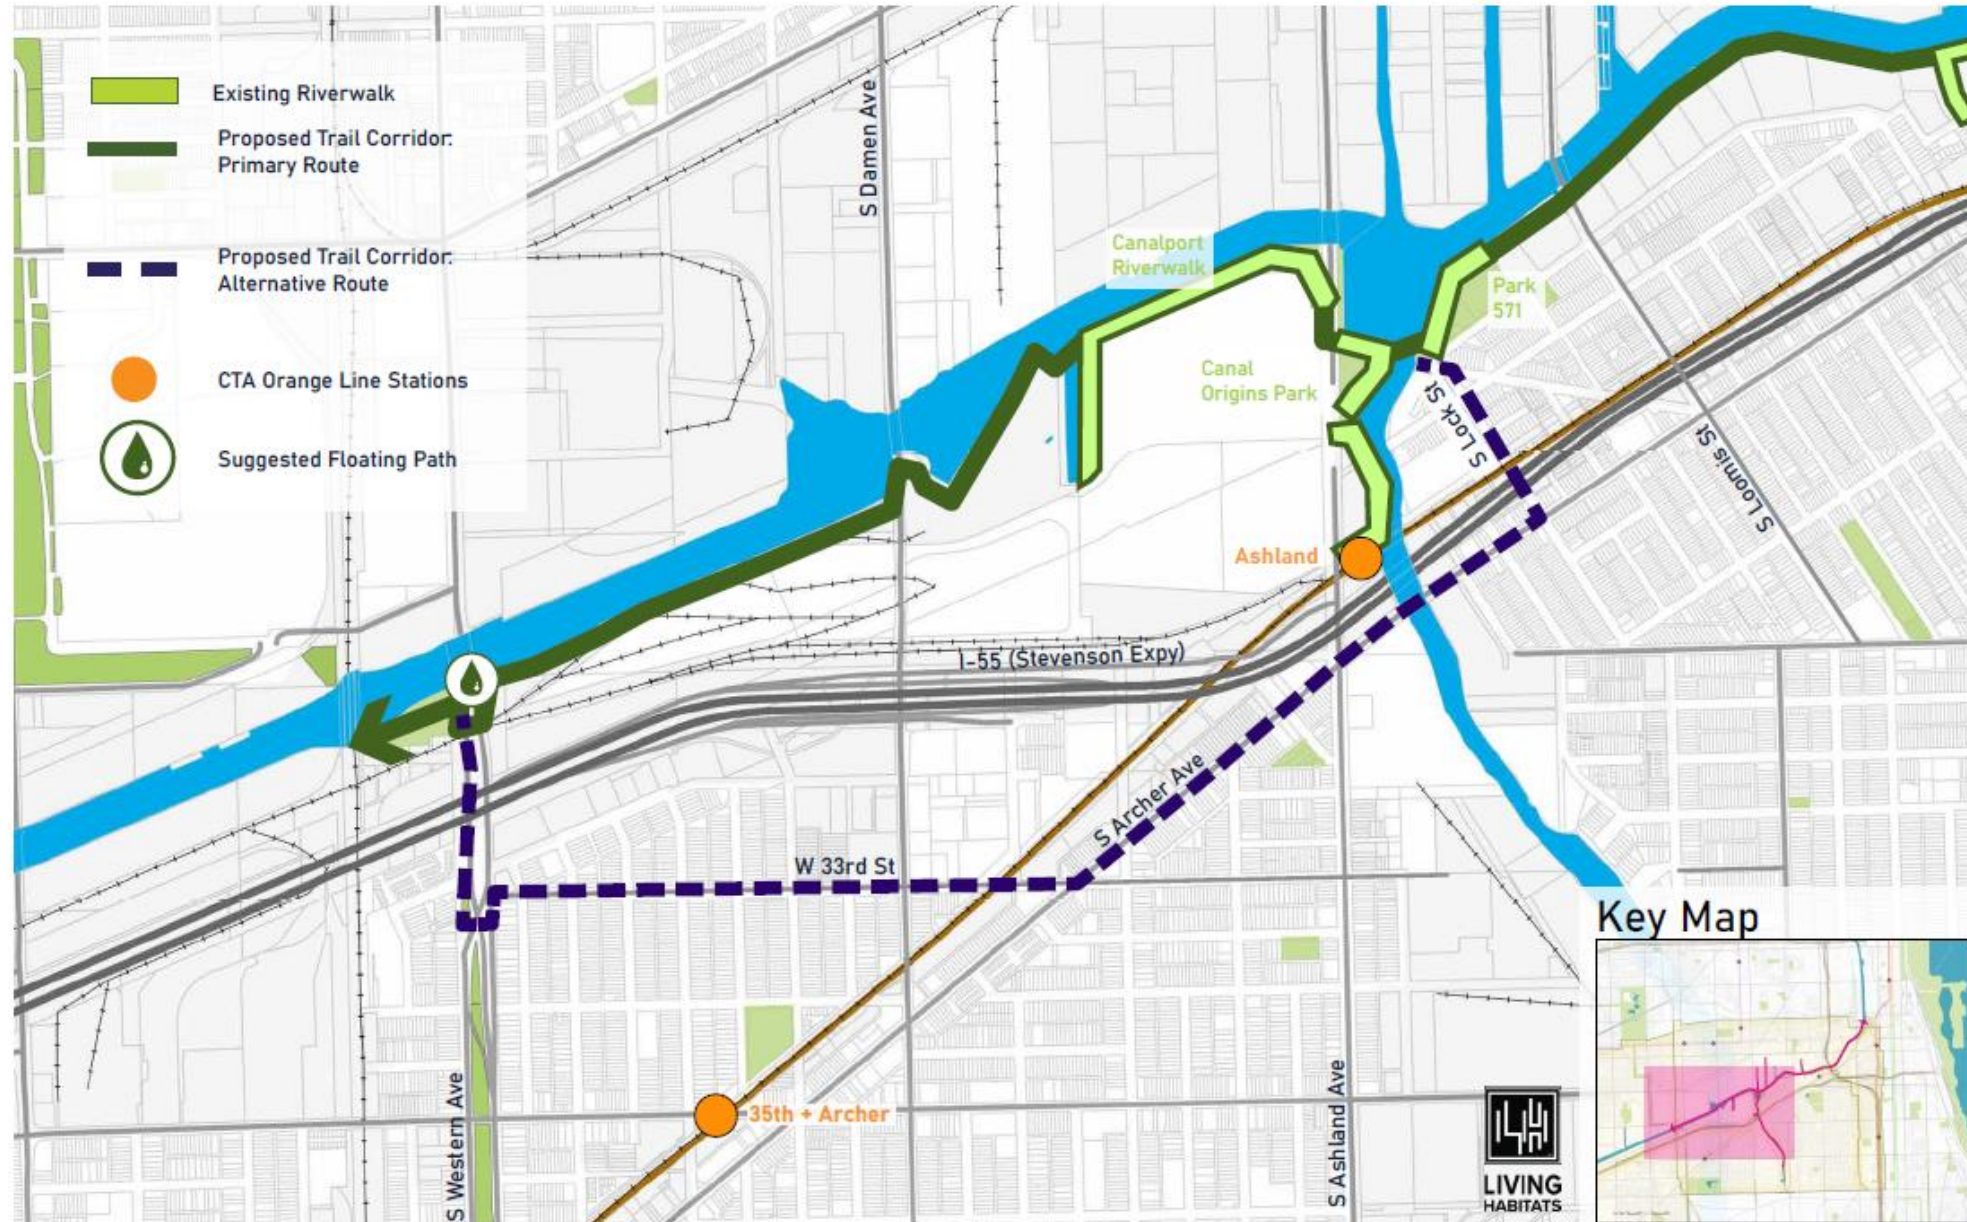 Existing Riverwalk
Proposed Trail Corridor:
Primary Route
Proposed Trail Corridor:
Alternative Route
CTA Orange Line Stations
Suggested Floating Path
S Damen Ave
Canalport
Riverwalk
Park
571
Canal
Origins Park
S Lock St
S Loomis St
Ashland
I-55 (Stevenson Expy)
S Archer Ave
W 33rd St
35th + Archer
S Western Ave
S Ashland Ave
Key Map
LIVING
HABITATS